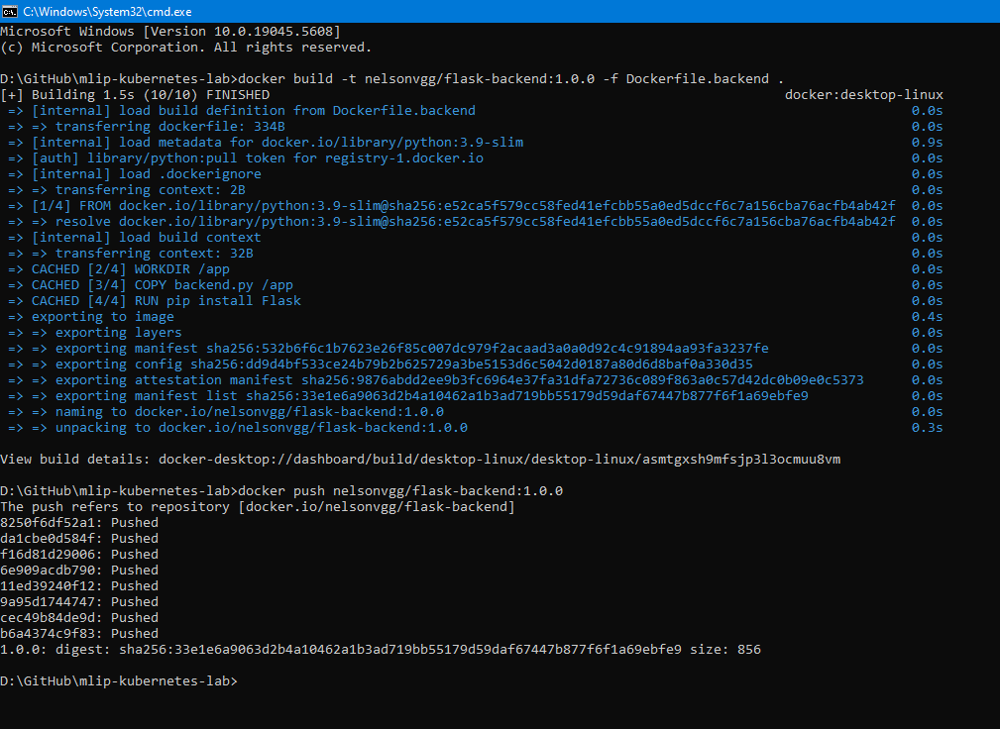 C:\Windows\System32\cmd.exe
Microsoft Windows [Version 10.0.19045.5608]
(c) Microsoft Corporation. All rights reserved.
D:\GitHub\mlip-kubernetes-lab>docker build -t nelsonvgg/flask-backend:1.0.0 -f Dockerfile.backend .
[+] Building 1.5s (10/10) FINISHED docker:desktop-linux
=> [internal] load build definition from Dockerfile.backend 0.0s
=> => transferring dockerfile: 334B 0.0s
=> [internal] load metadata for docker.io/library/python:3.9-slim 0.9s
=> [auth] library/python:pull token for registry-1.docker.io 0.0s
=> [internal] load .dockerignore 0.0s
=> => transferring context: 2B 0.0s
=> [1/4] FROM docker.io/library/python:3.9-slim@sha256:e52ca5f579cc58fed41efcbb55a0ed5dccf6c7a156cba76acfb4ab42f 0.0s
=> => resolve docker.io/library/python:3.9-slim@sha256:e52ca5f579cc58fed41efcbb55a0ed5dccf6c7a156cba76acfb4ab42f 0.0s
=> [internal] load build context 0.0s
=> => transferring context: 32B 0.0s
=> CACHED [2/4] WORKDIR /app 0.0s
=> CACHED [3/4] COPY backend.py /app 0.0s
=> CACHED [4/4] RUN pip install Flask 0.0s
=> exporting to image 0.4s
=> => exporting layers 0.0s
=> => exporting manifest sha256:532b6f6c1b7623e26f85c007dc979f2acaad3a0a0d92c4c91894aa93fa3237fe 0.0s
=> => exporting config sha256:dd9d4bf533ce24b79b2b625729a3be5153d6c5042d0187a80d6d8baf0a330d35 0.0s
=> => exporting attestation manifest sha256:9876abdd2ee9b3fc6964e37fa31dfa72736c089f863a0c57d42dc0b09e0c5373 0.0s
=> => exporting manifest list sha256:33e1e6a9063d2b4a10462a1b3ad719bb55179d59daf67447b877f6f1a69ebfe9 0.0s
=> => naming to docker.io/nelsonvgg/flask-backend:1.0.0 0.0s
=> => unpacking to docker.io/nelsonvgg/flask-backend:1.0.0 0.3s
View build details: docker-desktop://dashboard/build/desktop-linux/desktop-linux/asmtgxsh9mfsjp3l3ocmuu8vm
D:\GitHub\mlip-kubernetes-lab>docker push nelsonvgg/flask-backend:1.0.0
The push refers to repository [docker.io/nelsonvgg/flask-backend]
8250f6df52a1: Pushed
da1cbe0d584f: Pushed
f16d81d29006: Pushed
6e909acdb790: Pushed
11ed39240f12: Pushed
9a95d1744747: Pushed
cec49b84de9d: Pushed
b6a4374c9f83: Pushed
1.0.0: digest: sha256:33e1e6a9063d2b4a10462a1b3ad719bb55179d59daf67447b877f6f1a69ebfe9 size: 856
D:\GitHub\mlip-kubernetes-lab>